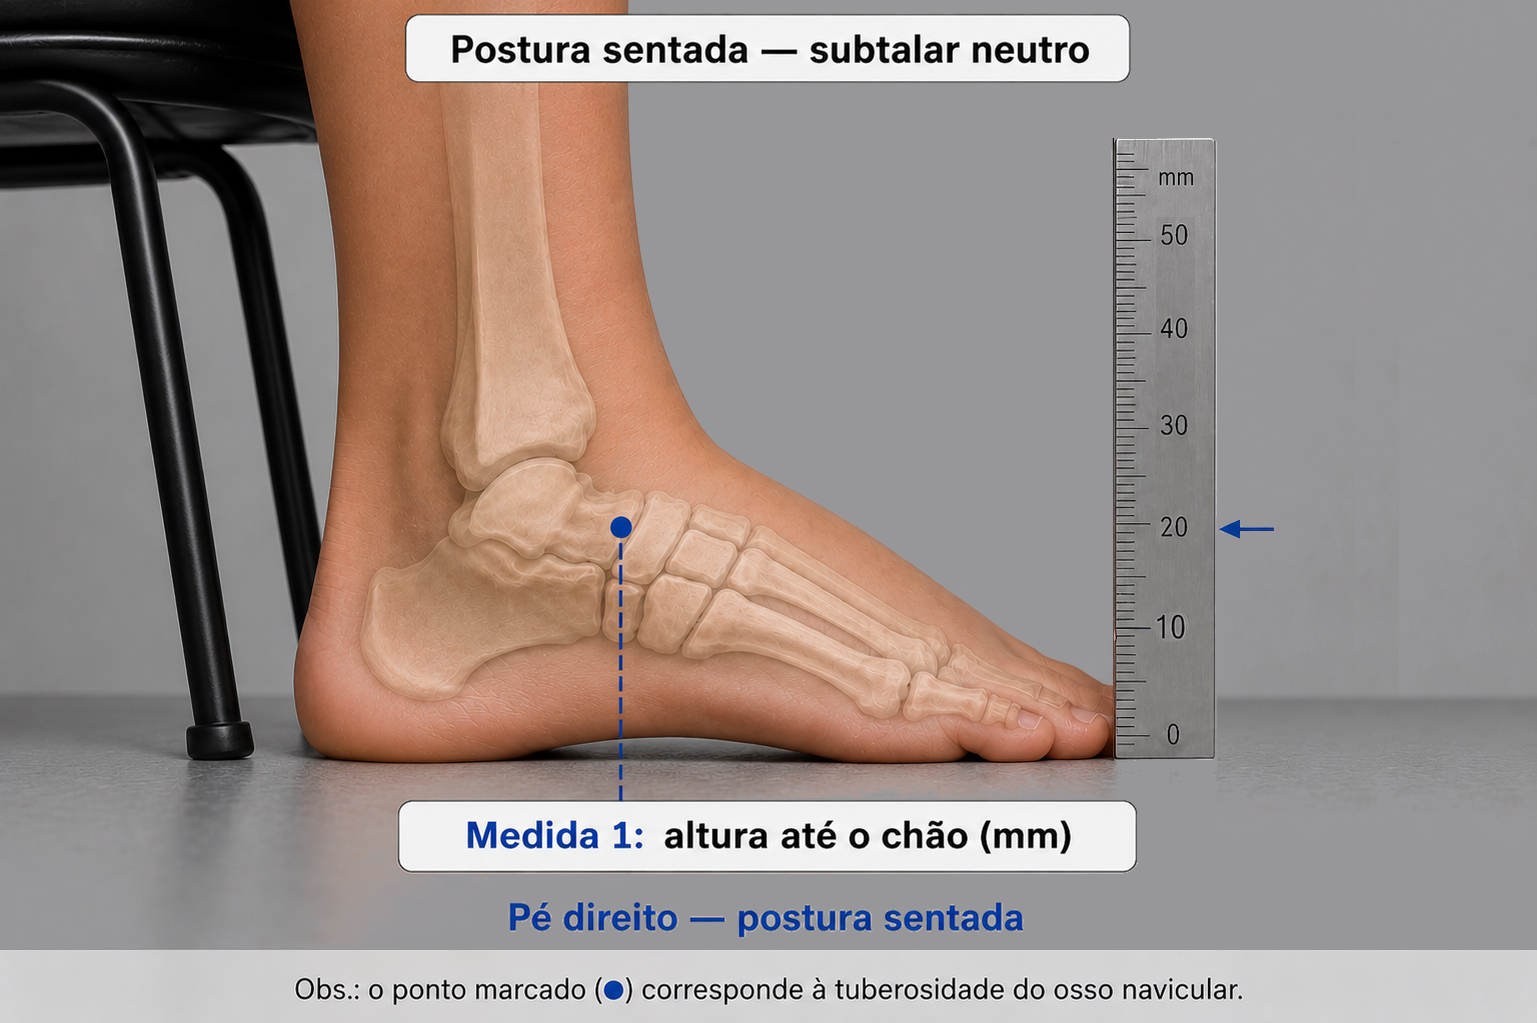 Postura sentada — subtalar neutro
mm
50
40
30
20
10
0
Medida 1: altura até o chão (mm)
Pé direito — postura sentada
Obs.: o ponto marcado (●) corresponde à tuberosidade do osso navicular.